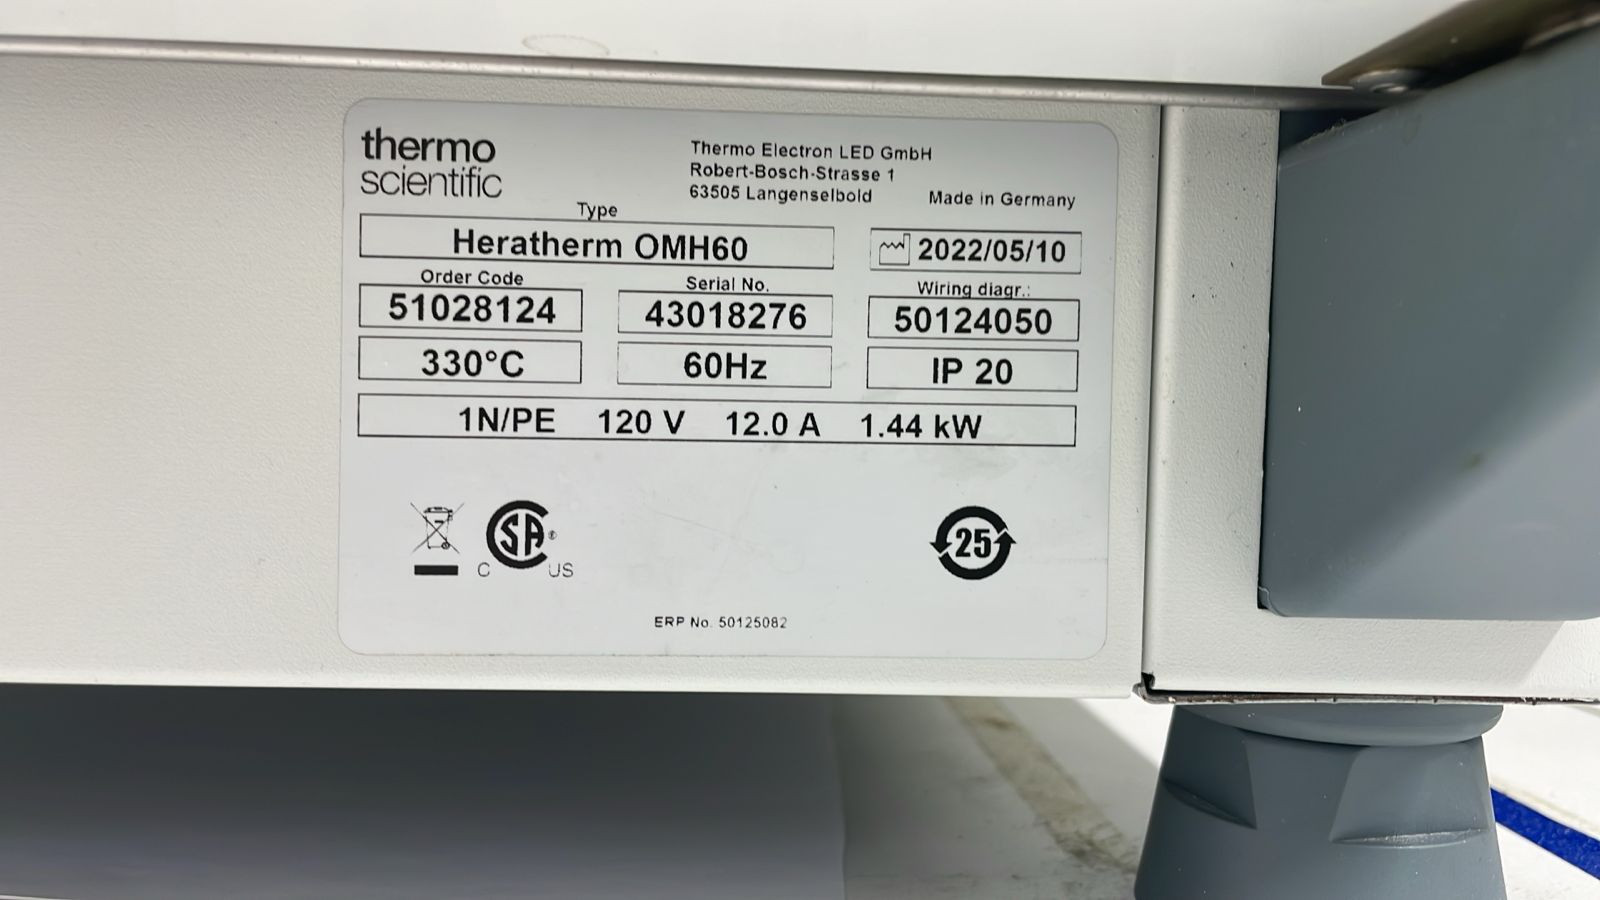 thermo
scientific
Thermo Electron LED GmbH
Robert-Bosch-Strasse 1
63505 Langenselbold
Made in Germany
Type
Heratherm OMH60
2022/05/10
Order Code
Serial No.
Wiring diagr.:
51028124
43018276
50124050
330°C
60Hz
IP 20
1N/PE 120 V 12.0 A 1.44 kW
SA ®
C US
25
ERP No. 50125082